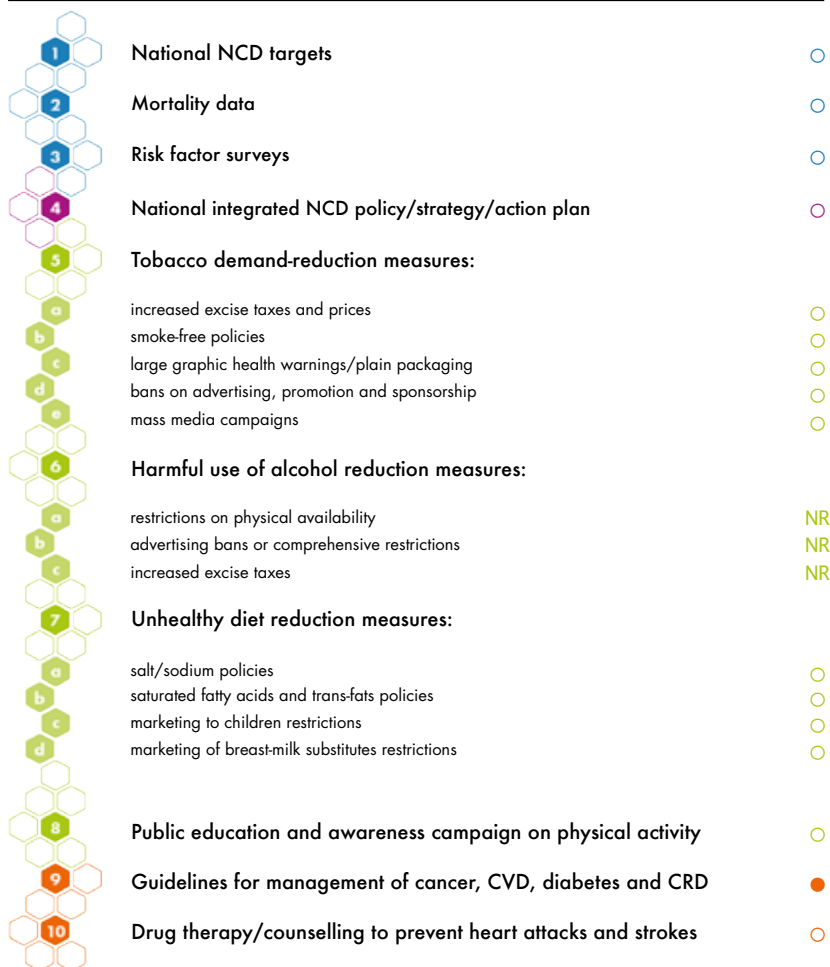 1 National NCD targets ○
2 Mortality data ○
3 Risk factor surveys ○
4 National integrated NCD policy/strategy/action plan ○
5 Tobacco demand-reduction measures:
a increased excise taxes and prices ○
b smoke-free policies ○
c large graphic health warnings/plain packaging ○
d bans on advertising, promotion and sponsorship ○
e mass media campaigns ○
6 Harmful use of alcohol reduction measures:
a restrictions on physical availability NR
b advertising bans or comprehensive restrictions NR
c increased excise taxes NR
7 Unhealthy diet reduction measures:
a salt/sodium policies ○
b saturated fatty acids and trans-fats policies ○
c marketing to children restrictions ○
d marketing of breast-milk substitutes restrictions ○
8 Public education and awareness campaign on physical activity ○
9 Guidelines for management of cancer, CVD, diabetes and CRD ●
10 Drug therapy/counselling to prevent heart attacks and strokes ○